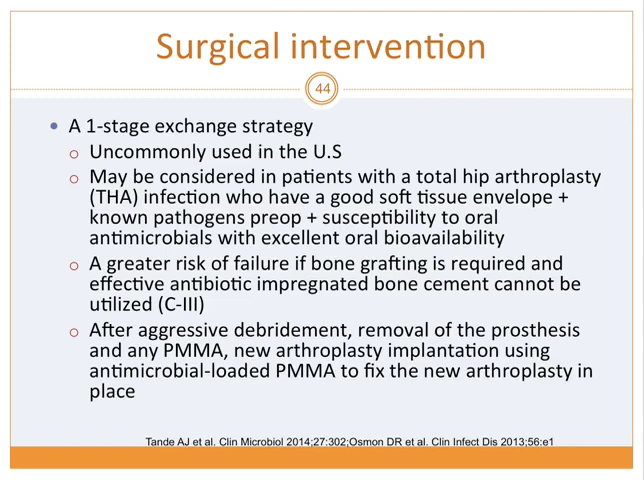 Surgical intervention
44
• A 1-stage exchange strategy
o Uncommonly used in the U.S
o May be considered in patients with a total hip arthroplasty
(THA) infection who have a good soft tissue envelope +
known pathogens preop + susceptibility to oral
antimicrobials with excellent oral bioavailability
o A greater risk of failure if bone grafting is required and
effective antibiotic impregnated bone cement cannot be
utilized (C-III)
o After aggressive debridement, removal of the prosthesis
and any PMMA, new arthroplasty implantation using
antimicrobial-loaded PMMA to fix the new arthroplasty in
place
Tande AJ et al. Clin Microbiol 2014;27:302;Osmon DR et al. Clin Infect Dis 2013;56:e1